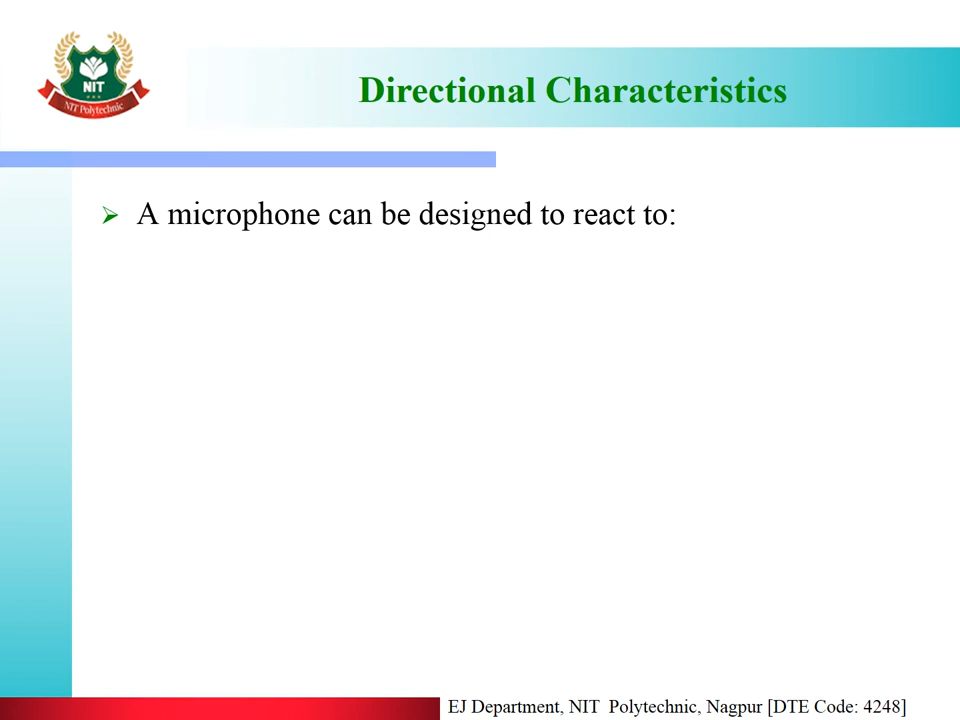 NIT
NIT Polytechnic
Directional Characteristics
A microphone can be designed to react to:
EJ Department, NIT Polytechnic, Nagpur [DTE Code: 4248]